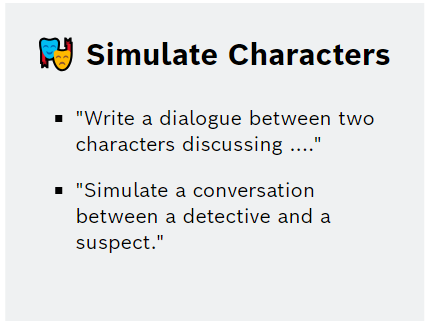 Simulate Characters
"Write a dialogue between two
characters discussing ...."
"Simulate a conversation
between a detective and a
suspect."